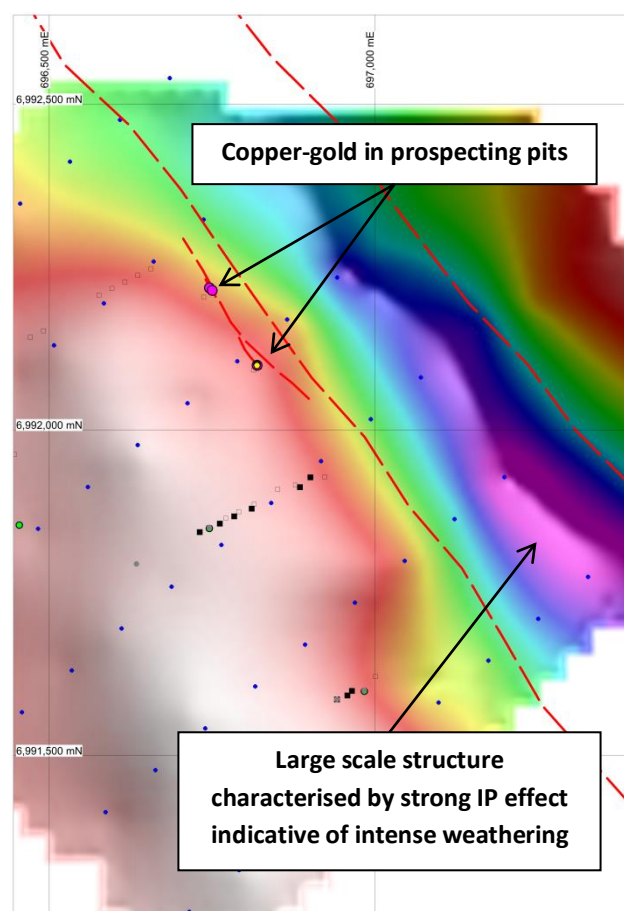 696,500 mE
697,000 mE
6,992,500 mN
Copper-gold in prospecting pits
6,992,000 mN
6,991,500 mN
Large scale structure
characterised by strong IP effect
indicative of intense weathering